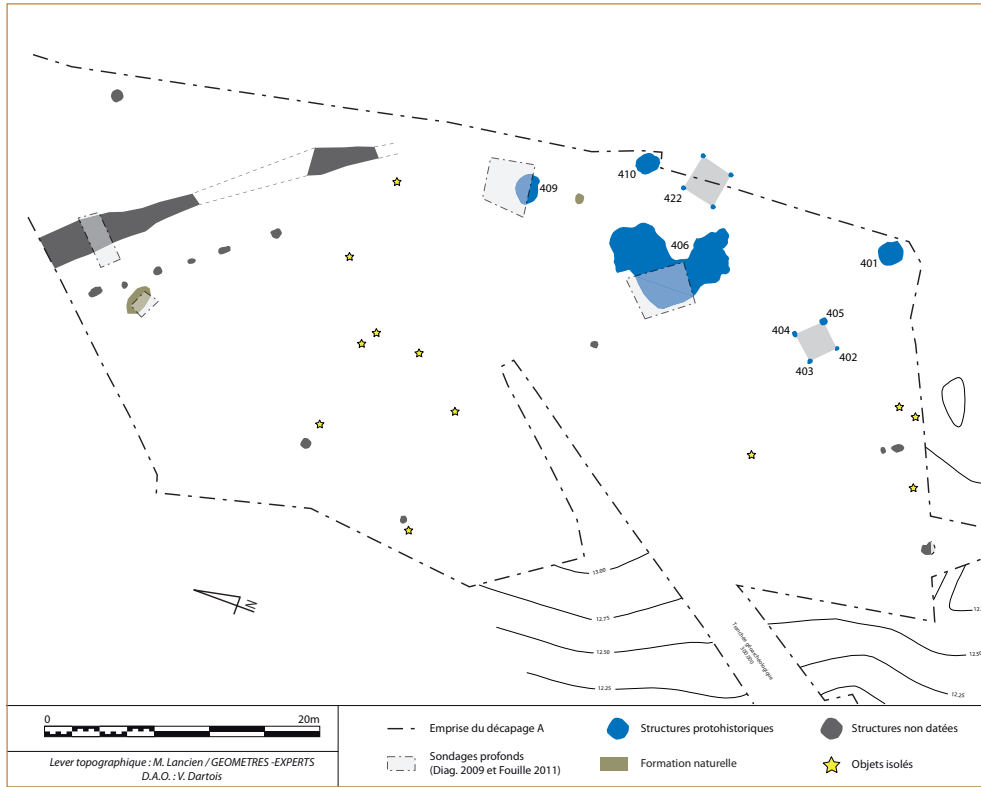 410
409
422
406
401
405
404
402
403
13.00
N
12.75
Tranchée géoarchéologique
12.50
12.50
12.25
12.25
0 20m
Lever topographique : M. Lancien / GEOMETRES -EXPERTS
D.A.O. : V. Dartois
Emprise du décapage A
Structures protohistoriques
Structures non datées
Sondages profonds
(Diag. 2009 et Fouille 2011)
Formation naturelle
Objets isolés